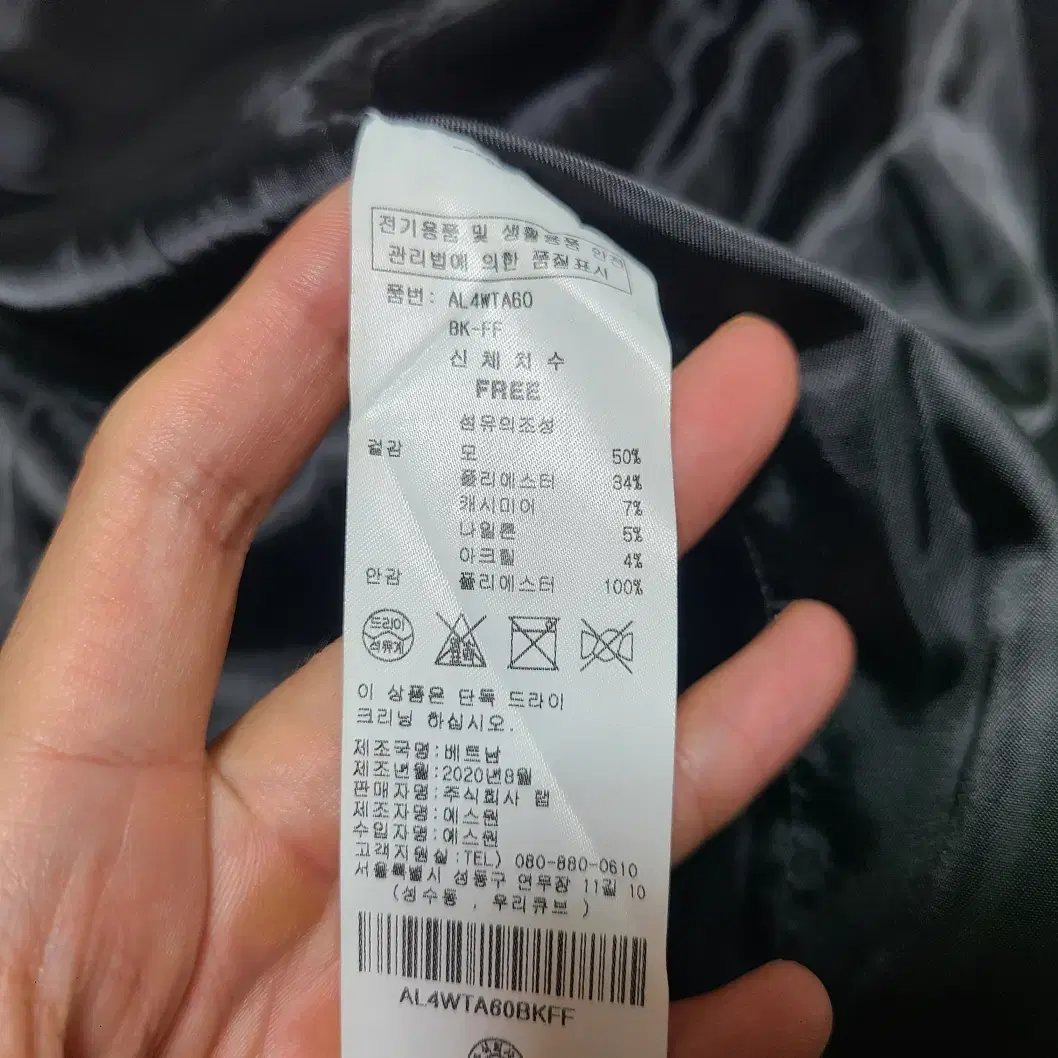 전기용품 및 생활용품 안전
관리법에 의한 품질표시
품번: AL4WTA60
BK-FF
신 체 치 수
FREE
섬유의조성
겉감 모 50%
폴리에스터 34%
캐시미어 7%
나일론 5%
아크릴 4%
안감 폴리에스터 100%
드라이
석유계
이 상품은 단독 드라이
크리닝 하십시오.
제조국명:베트남
제조년월:2020년8월
판매자명:주식회사 랩
제조자명:에스원
수입자명:에스원
고객지원실:TEL) 080-880-0610
서울특별시 성동구 연무장 11길 10
(성수동 , 우리큐브 )
AL4WTA60BKFF